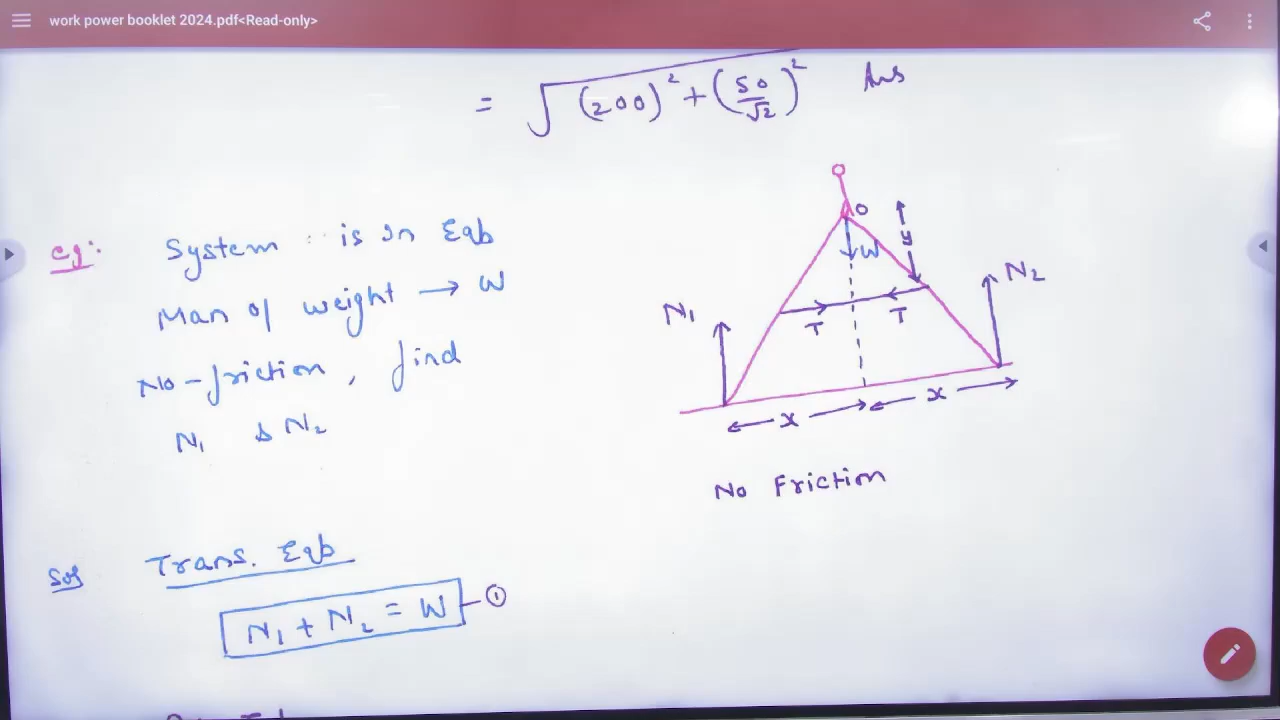 work power booklet 2024.pdf<Read-only>
= √(200)² + (50/√2)² Ans
eg:- System is in Eqb
Man of weight → W
No-friction, find
N₁ & N₂
O
W
y
N₁
N₂
T
T
x
x
No Friction
Sol Trans. Eqb
N₁ + N₂ = W -①